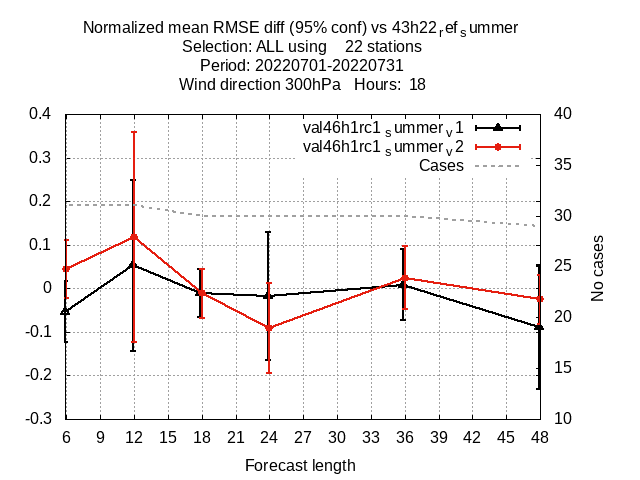 Normalized mean RMSE diff (95% conf) vs 43h22ᵣefₛummer
Selection: ALL using    22 stations
Period: 20220701-20220731
Wind direction 300hPa   Hours:  18
val46h1rc1ₛummerᵥ1
val46h1rc1ₛummerᵥ2
Cases
0.4
0.3
0.2
0.1
0
-0.1
-0.2
-0.3
40
35
30
25
20
15
10
No cases
6 9 12 15 18 21 24 27 30 33 36 39 42 45 48
Forecast length